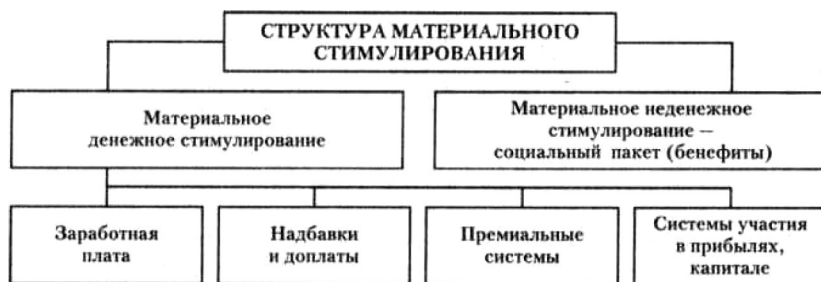 СТРУКТУРА МАТЕРИАЛЬНОГО
СТИМУЛИРОВАНИЯ
Материальное
денежное стимулирование
Материальное неденежное
стимулирование –
социальный пакет (бенефиты)
Заработная
плата
Надбавки
и доплаты
Премиальные
системы
Системы участия
в прибылях,
капитале